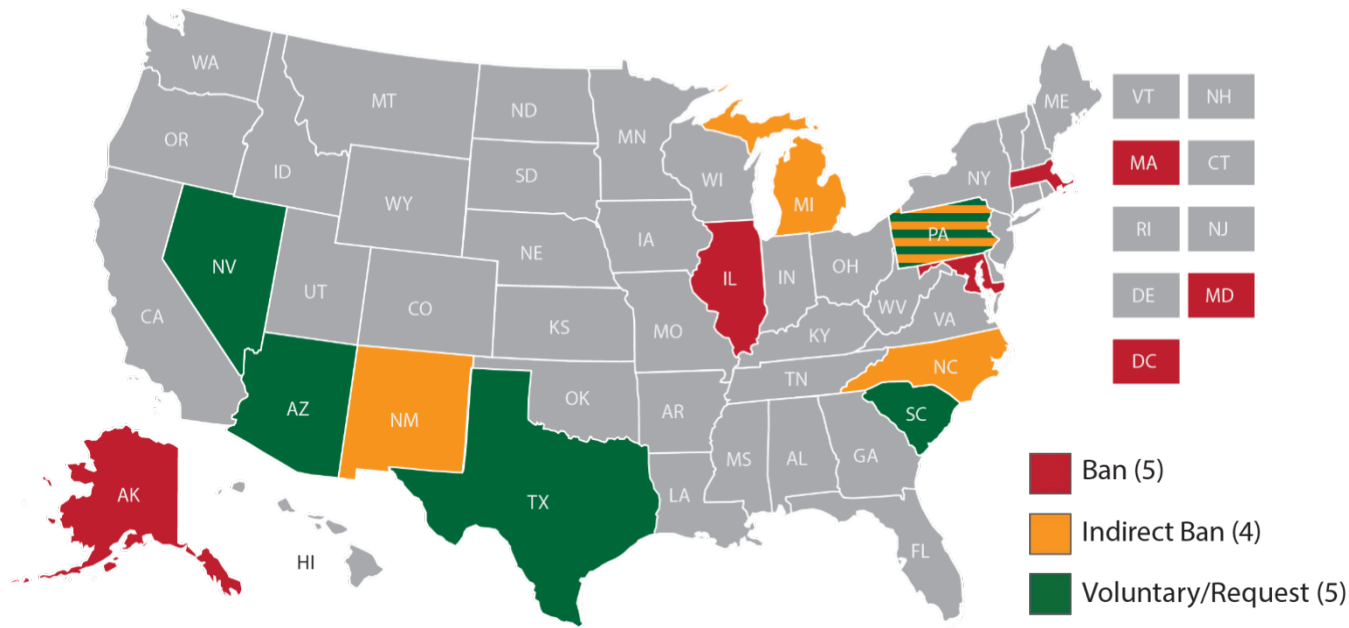 WA
MT
ND
MN
ME
VT
NH
OR
ID
SD
WI
NY
MA
CT
WY
MI
NV
NE
IA
PA
RI
NJ
UT
CO
IL
IN
OH
CA
KS
MO
WV
VA
DE
MD
KY
DC
AZ
NM
OK
AR
TN
NC
SC
MS
AL
GA
AK
TX
LA
HI
FL
Ban (5)
Indirect Ban (4)
Voluntary/Request (5)